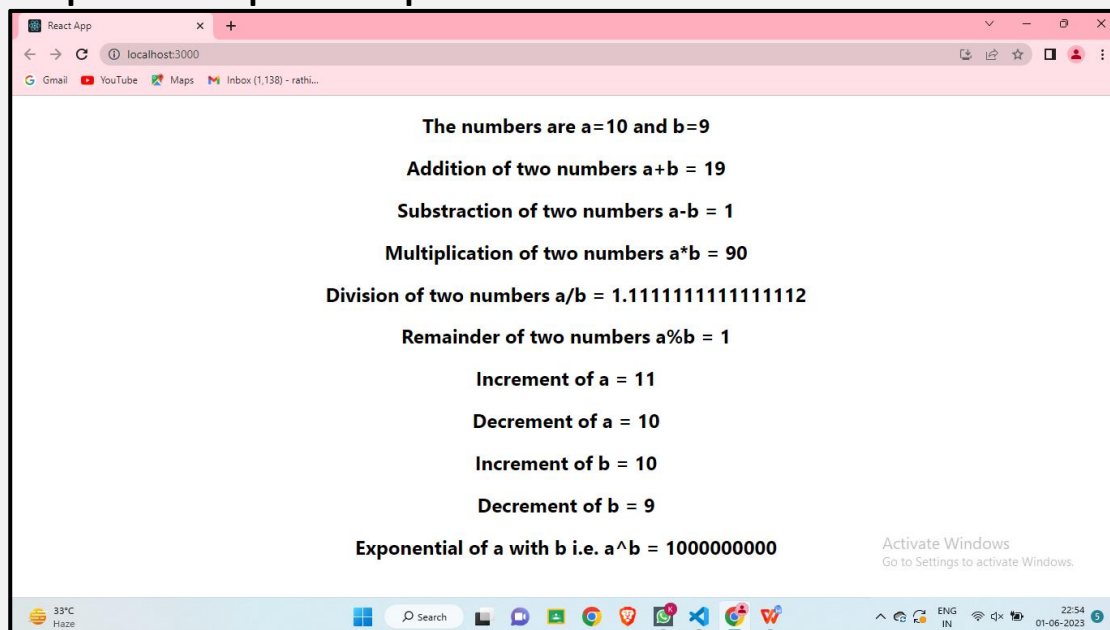 React App
localhost:3000
Gmail YouTube Maps Inbox (1,138) - rathi...
The numbers are a=10 and b=9
Addition of two numbers a+b = 19
Substraction of two numbers a-b = 1
Multiplication of two numbers a*b = 90
Division of two numbers a/b = 1.1111111111111112
Remainder of two numbers a%b = 1
Increment of a = 11
Decrement of a = 10
Increment of b = 10
Decrement of b = 9
Exponential of a with b i.e. a^b = 1000000000
Activate Windows
Go to Settings to activate Windows.
33°C
Haze
Search
ENG
IN
22:54
01-06-2023
5